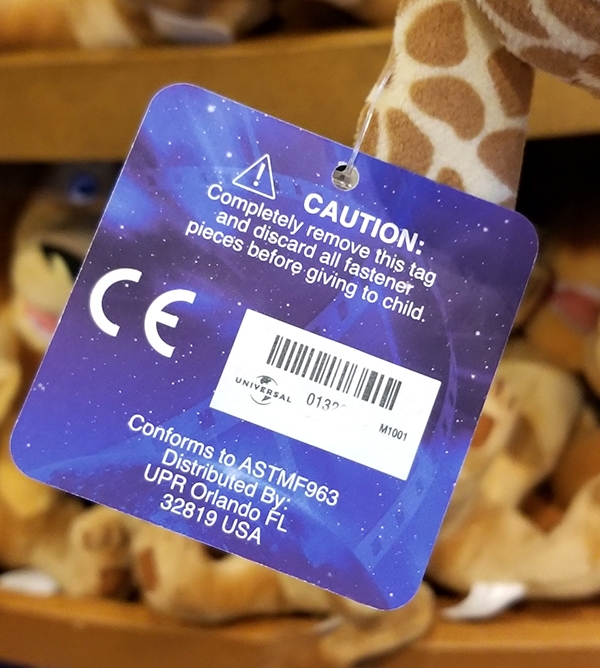 CAUTION:
Completely remove this tag
and discard all fastener
pieces before giving to child.
CE
UNIVERSAL
M1001
Conforms to ASTMF963
Distributed By:
UPR Orlando FL
32819 USA